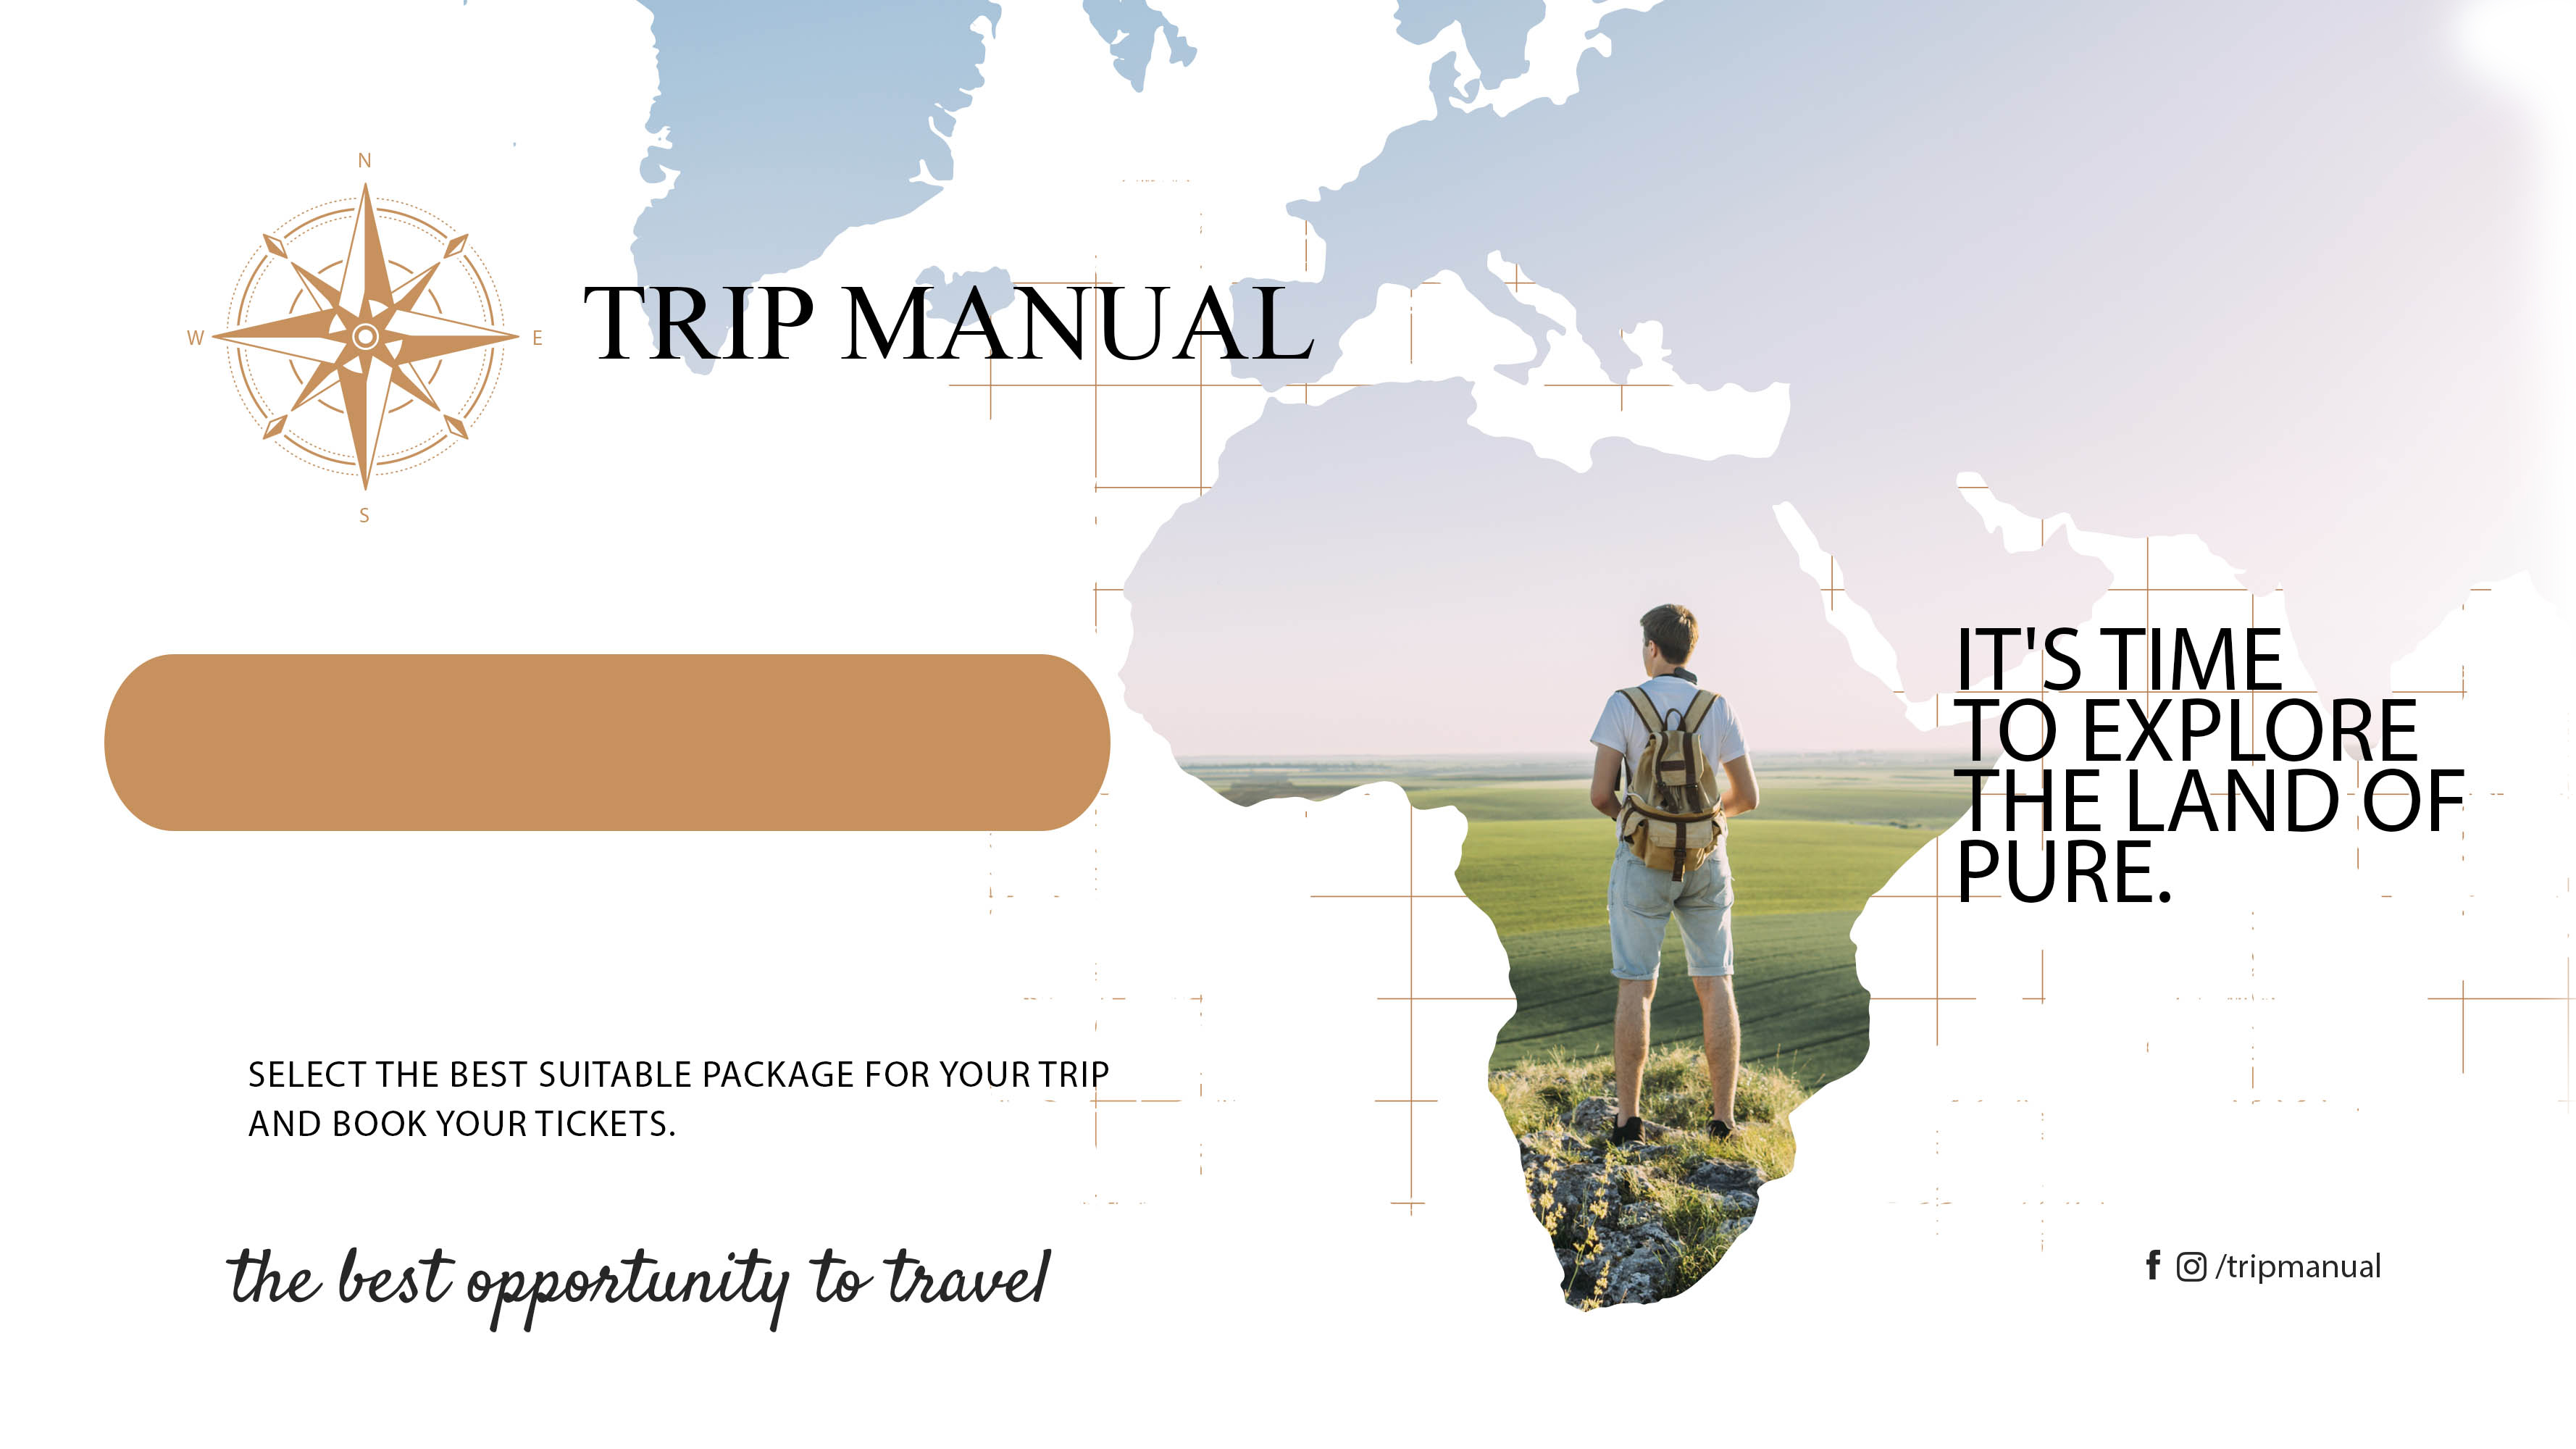 N
W
E
S
TRIP MANUAL
IT'S TIME
TO EXPLORE
THE LAND OF
PURE.
SELECT THE BEST SUITABLE PACKAGE FOR YOUR TRIP
AND BOOK YOUR TICKETS.
the best opportunity to travel
/tripmanual